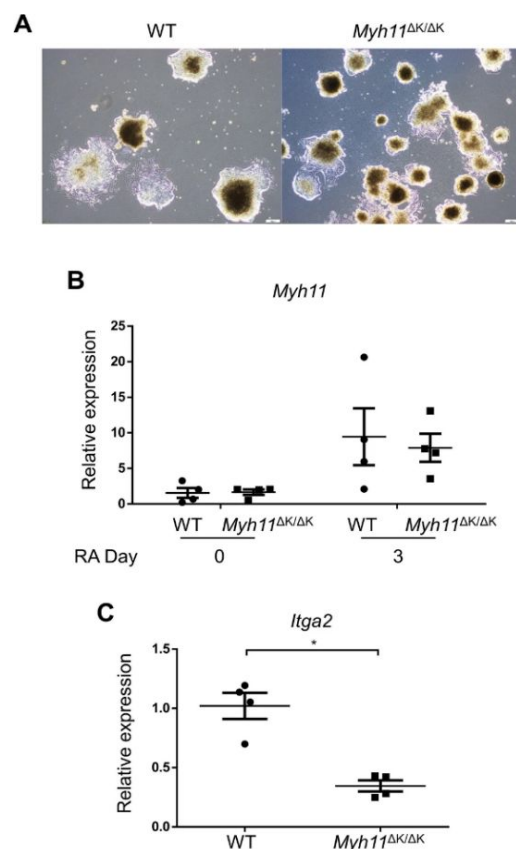 A
WT Myh11ΔK/ΔK
B
Myh11
Relative expression
25
20
15
10
5
0
WT Myh11ΔK/ΔK WT Myh11ΔK/ΔK
RA Day 0 3
C
Itga2
*
Relative expression
1.5
1.0
0.5
0.0
WT Myh11ΔK/ΔK